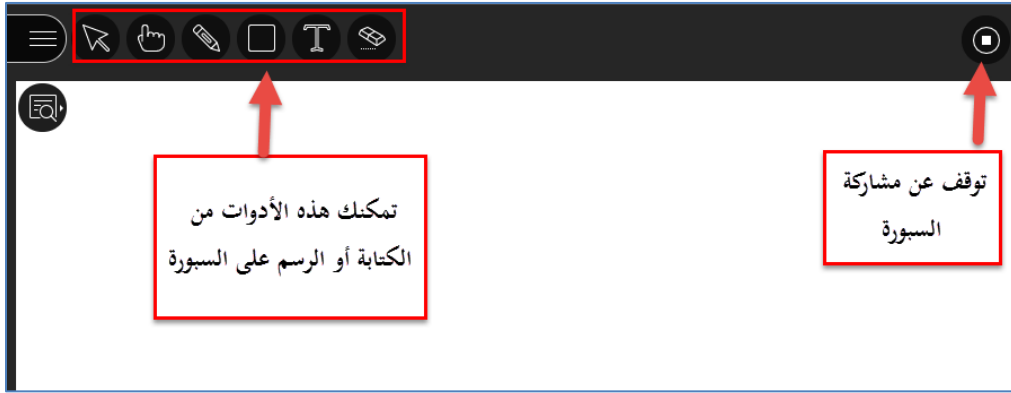 توقف عن مشاركة
السبورة
تمكنك هذه الأدوات من
الكتابة أو الرسم على السبورة